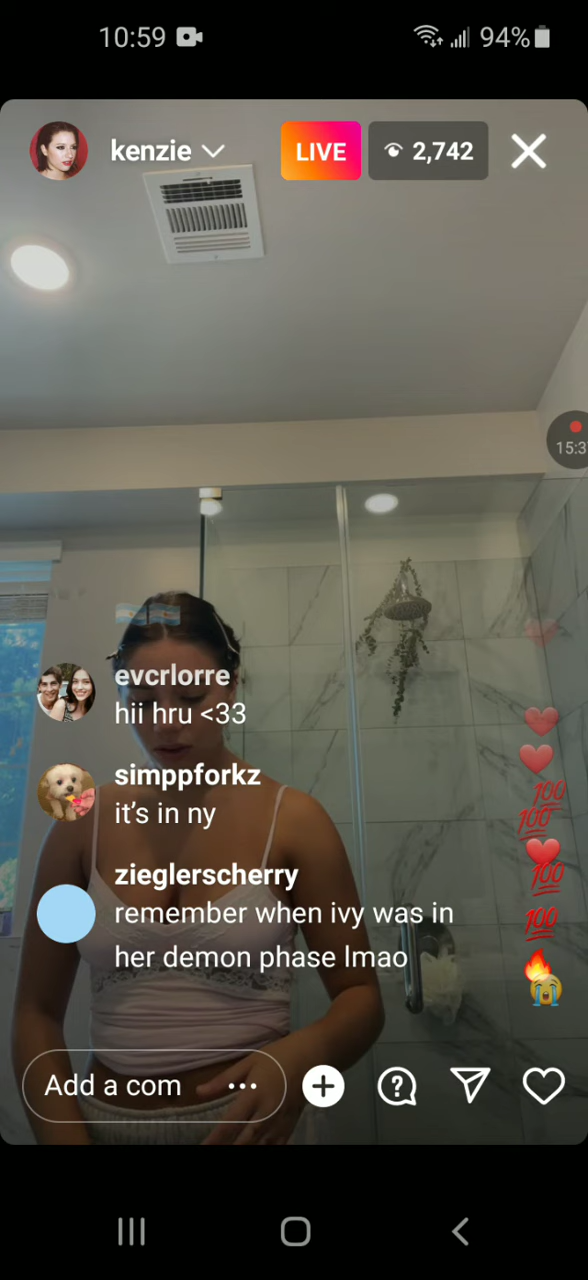 10:59
94%
kenzie
LIVE
2,742
15:3
evcrlorre
hii hru <33
simppforkz
it's in ny
zieglerscherry
remember when ivy was in
her demon phase lmao
Add a com